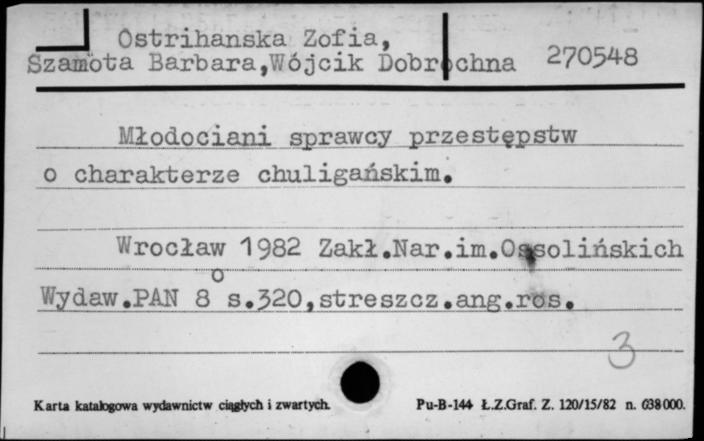 Ostrihanska Zofia,
Szamota Barbara,Wójcik Dobrochna 270548
Młodociani sprawcy przestępstw
o charakterze chuligańskim.
Wrocław 1982 Zakł.Nar.im.Ossolińskich
Wydaw.PAN 8° s.320,streszcz.ang.ros.
3
Karta katalogowa wydawnictw ciągłych i zwartych. Pu-B-144 Ł.Z.Graf. Z. 120/15/82 n. 638000.